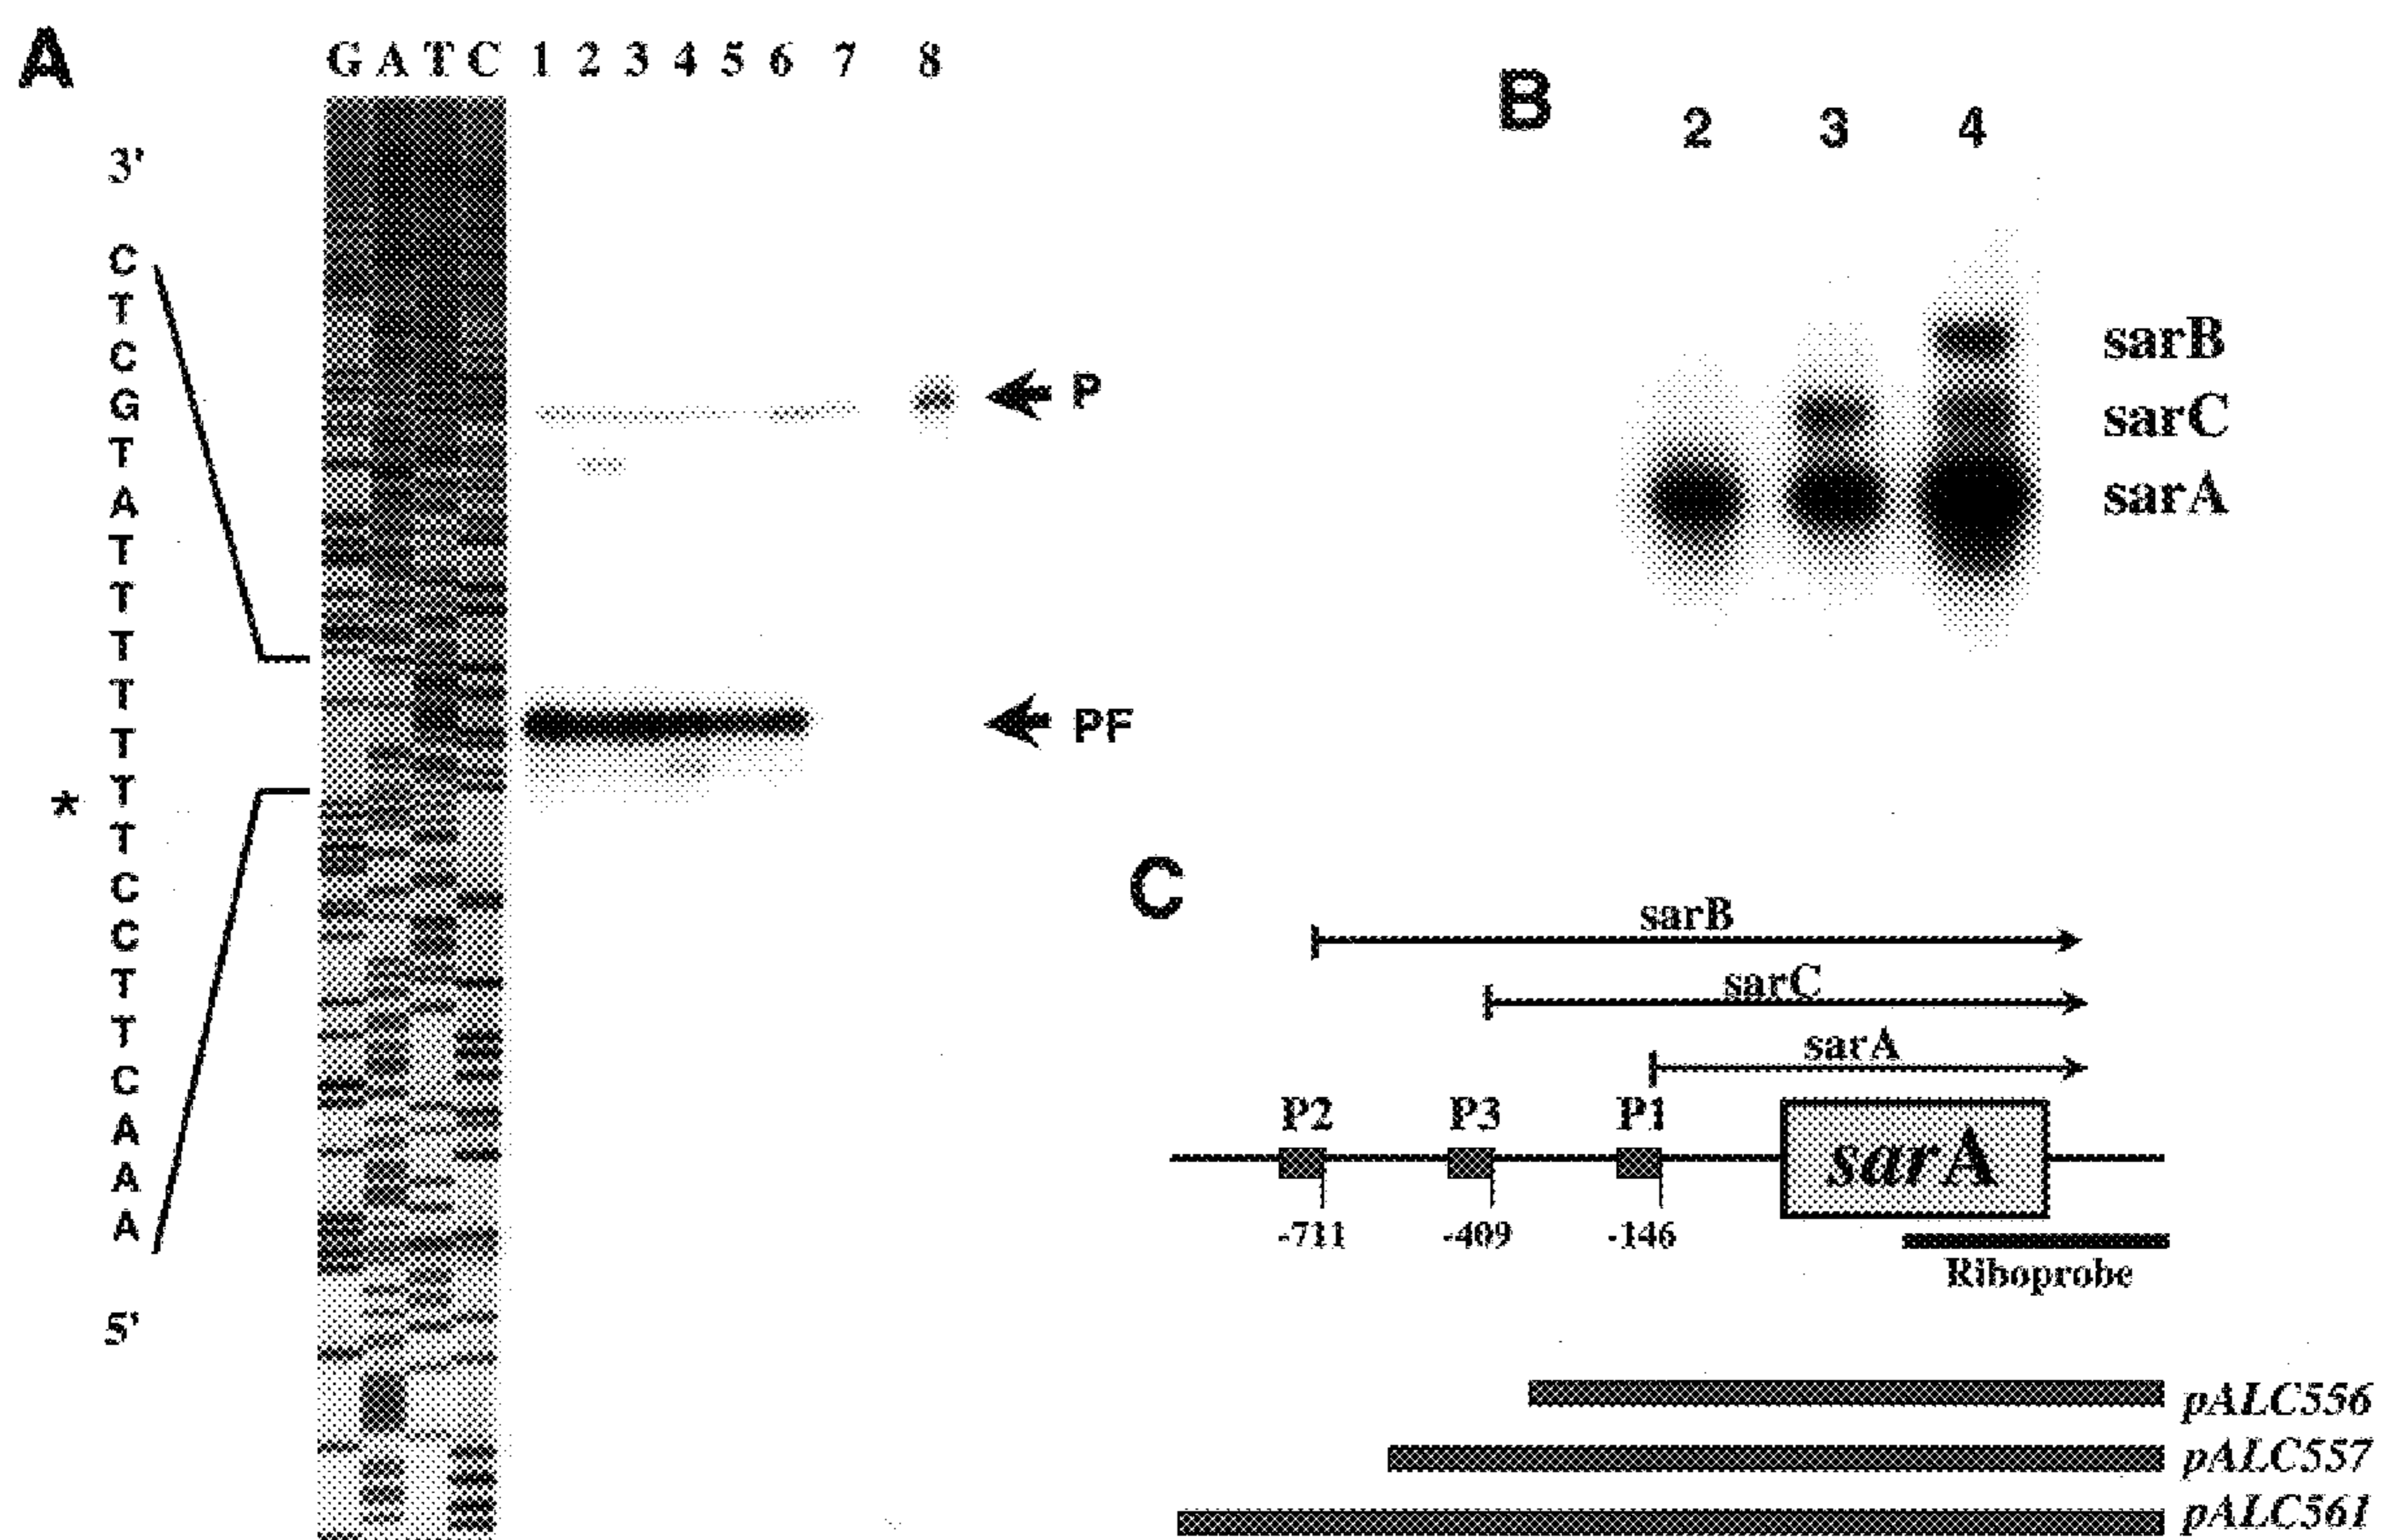 A
G A T C 1 2 3 4 5 6 7 8
3'
C
T
C
G
T
A
T
T
T
T
T
T
*
T
C
C
T
T
C
A
A
A
5'
P
PF
B
2 3 4
sarB
sarC
sarA
C
sarB
sarC
sarA
P2 P3 P1
sarA
-711 -409 -146
Riboprobe
pALC556
pALC557
pALC561